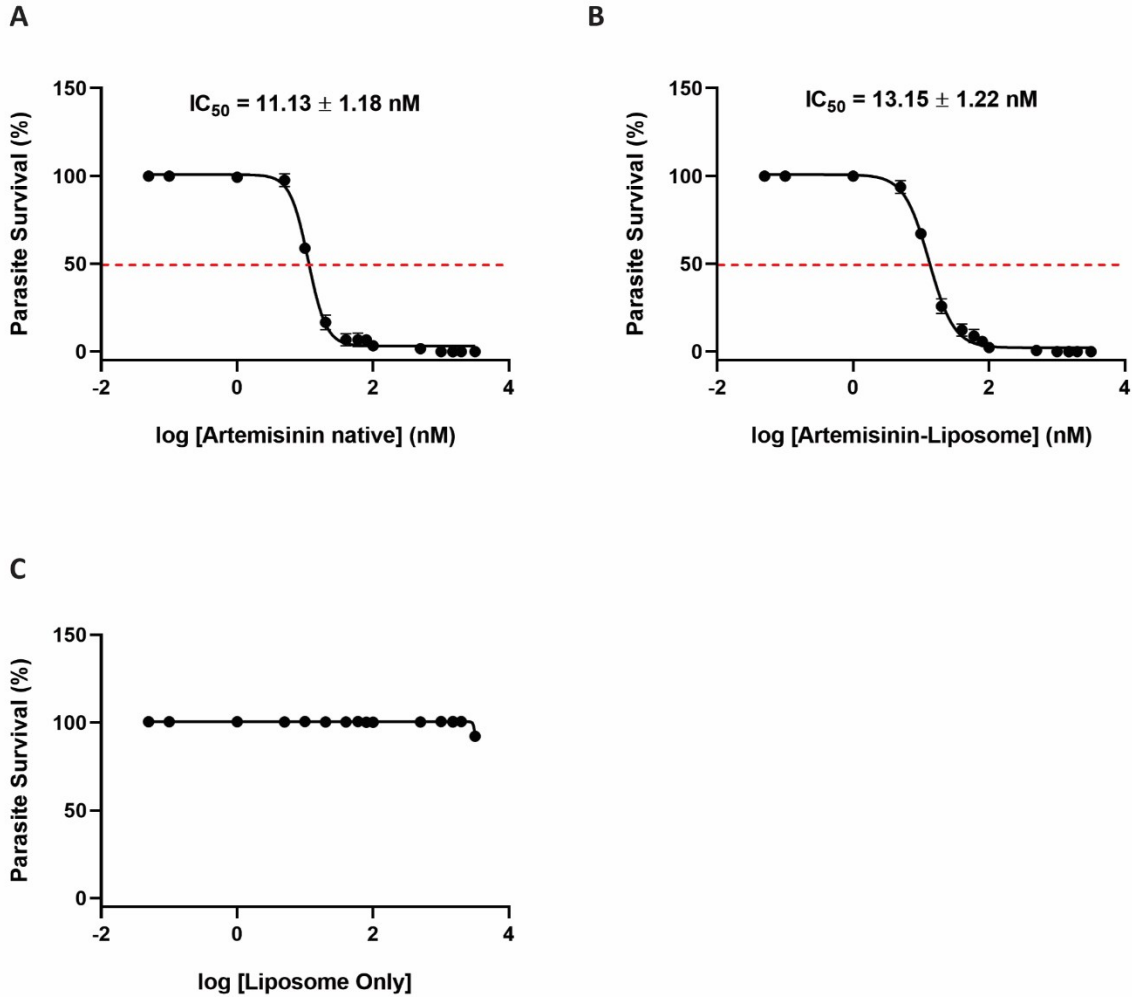 A
IC50 = 11.13 ± 1.18 nM
Parasite Survival (%)
150
100
50
0
-2
0
2
4
log [Artemisinin native] (nM)
B
IC50 = 13.15 ± 1.22 nM
Parasite Survival (%)
150
100
50
0
-2
0
2
4
log [Artemisinin-Liposome] (nM)
C
Parasite Survival (%)
150
100
50
0
-2
0
2
4
log [Liposome Only]